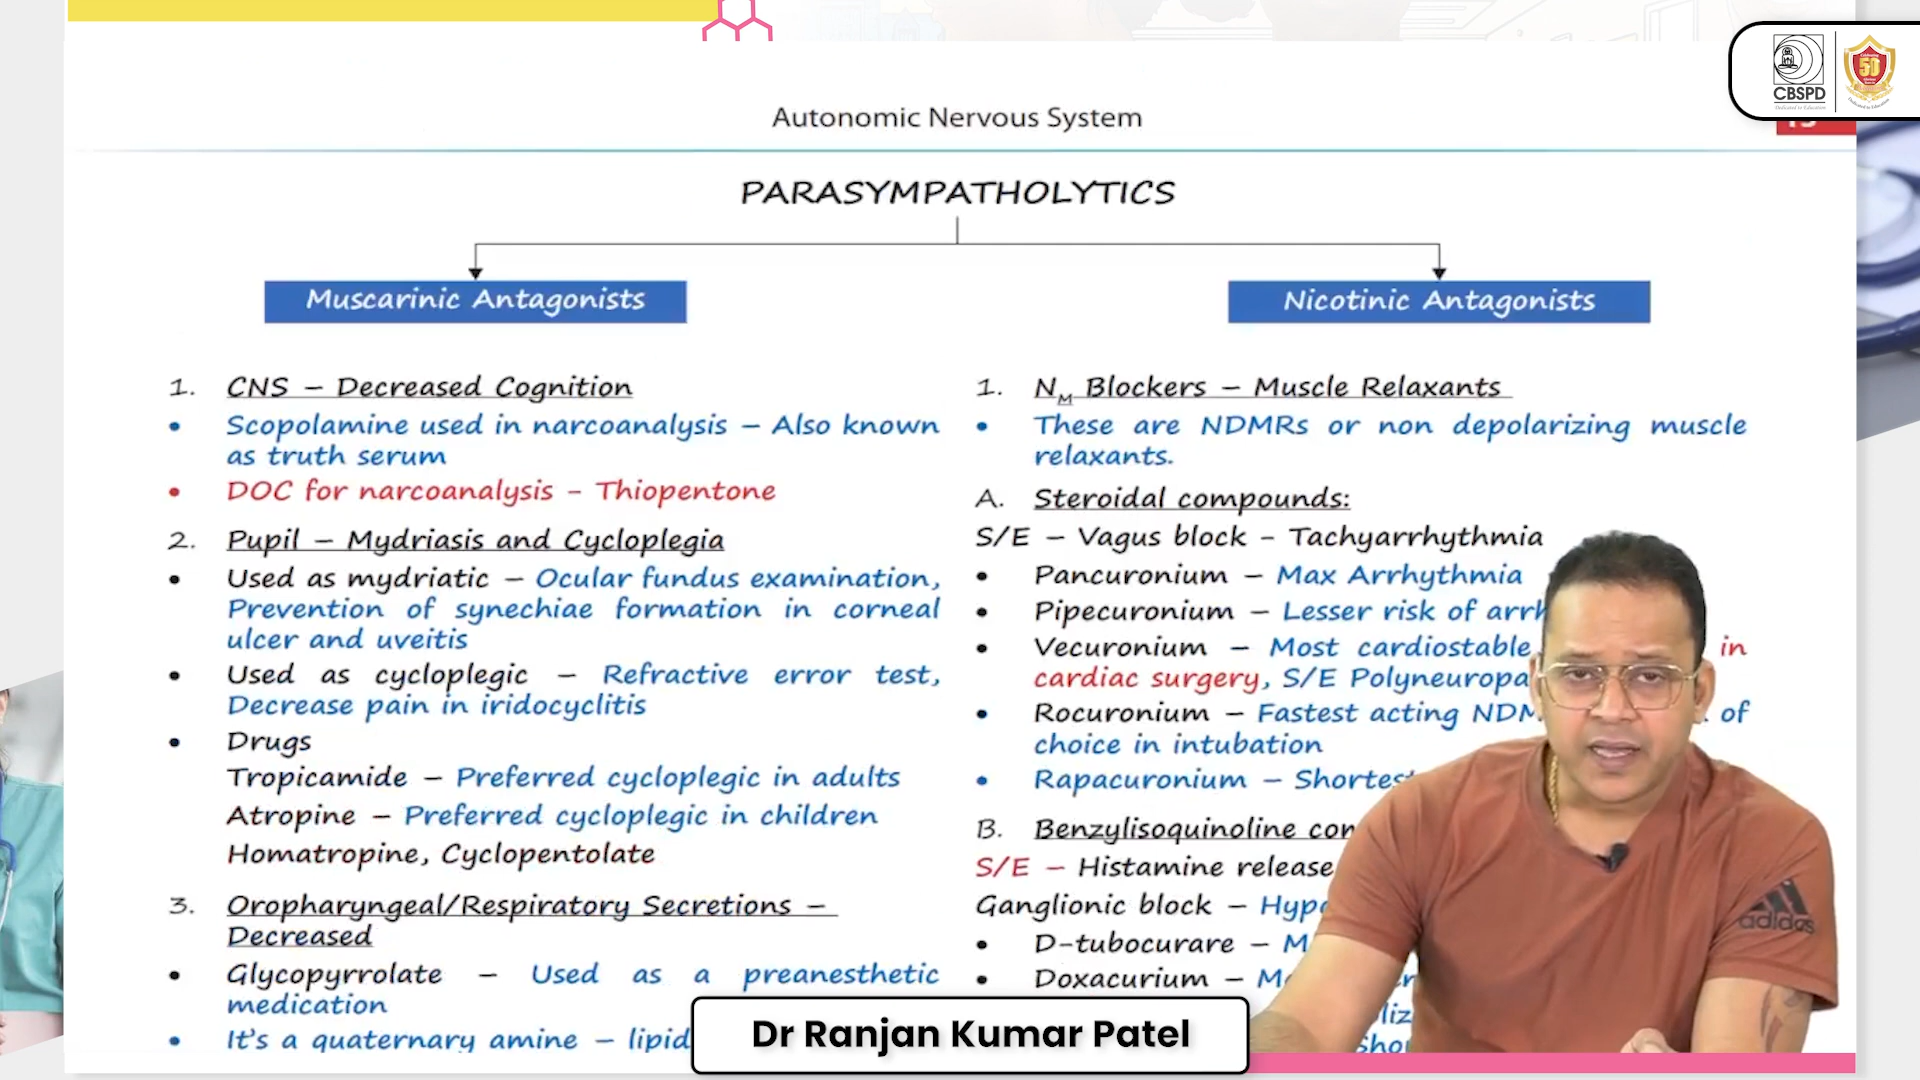 CBSPD
50
Autonomic Nervous System
PARASYMPATHOLYTICS
Muscarinic Antagonists
1. CNS – Decreased Cognition
• Scopolamine used in narcoanalysis – Also known
as truth serum
• DOC for narcoanalysis – Thiopentone
2. Pupil – Mydriasis and Cycloplegia
• Used as mydriatic – Ocular fundus examination,
Prevention of synechiae formation in corneal
ulcer and uveitis
• Used as cycloplegic – Refractive error test,
Decrease pain in iridocyclitis
• Drugs
Tropicamide – Preferred cycloplegic in adults
Atropine – Preferred cycloplegic in children
Homatropine, Cyclopentolate
3. Oropharyngeal/Respiratory Secretions –
Decreased
• Glycopyrrolate – Used as a preanesthetic
medication
• It's a quaternary amine – lipid
Nicotinic Antagonists
1. NM Blockers – Muscle Relaxants
• These are NDMRs or non depolarizing muscle
relaxants.
A. Steroidal compounds:
S/E – Vagus block – Tachyarrhythmia
• Pancuronium – Max Arrhythmia
• Pipecuronium – Lesser risk of
• Vecuronium – Most cardiostable in
cardiac surgery, S/E
• Rocuronium – Fastest acting of
choice in intubation
• Rapacuronium –
B. Benzylisoquinoline
S/E – Histamine release
Ganglionic block –
• D-tubocurare –
• Doxacurium –
adidas
Dr Ranjan Kumar Patel